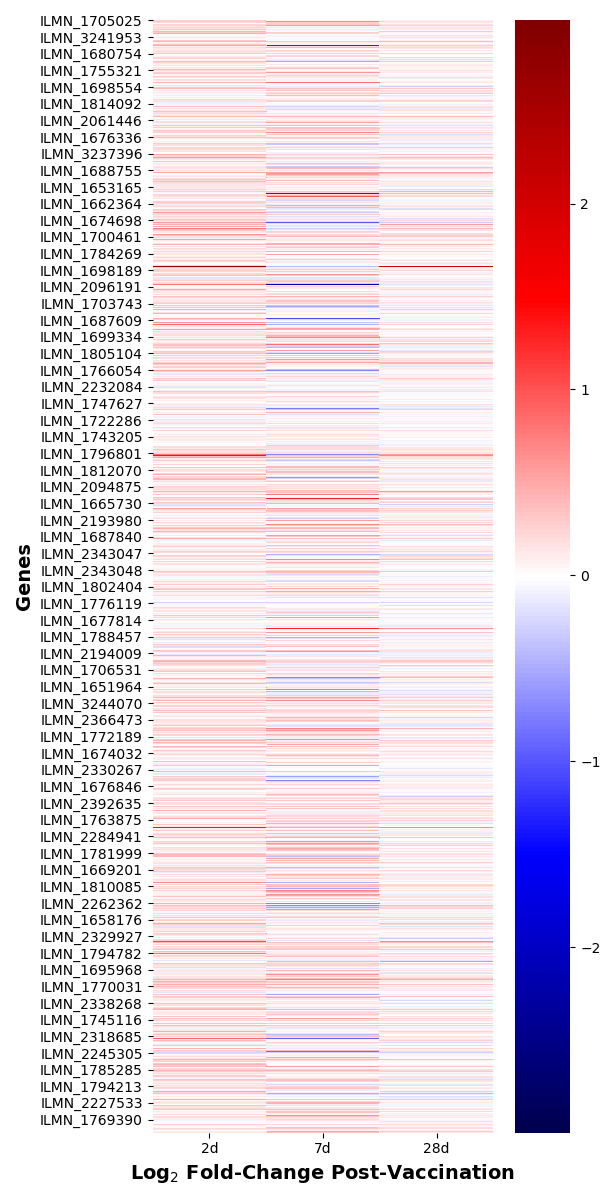 ILMN_1705025
ILMN_3241953
ILMN_1680754
ILMN_1755321
ILMN_1698554
ILMN_1814092
ILMN_2061446
ILMN_1676336
ILMN_3237396
ILMN_1688755
ILMN_1653165
ILMN_1662364
ILMN_1674698
ILMN_1700461
ILMN_1784269
ILMN_1698189
ILMN_2096191
ILMN_1703743
ILMN_1687609
ILMN_1699334
ILMN_1805104
ILMN_1766054
ILMN_2232084
ILMN_1747627
ILMN_1722286
ILMN_1743205
ILMN_1796801
ILMN_1812070
ILMN_2094875
ILMN_1665730
ILMN_2193980
ILMN_1687840
ILMN_2343047
ILMN_2343048
ILMN_1802404
ILMN_1776119
ILMN_1677814
ILMN_1788457
ILMN_2194009
ILMN_1706531
ILMN_1651964
ILMN_3244070
ILMN_2366473
ILMN_1772189
ILMN_1674032
ILMN_2330267
ILMN_1676846
ILMN_2392635
ILMN_1763875
ILMN_2284941
ILMN_1781999
ILMN_1669201
ILMN_1810085
ILMN_2262362
ILMN_1658176
ILMN_2329927
ILMN_1794782
ILMN_1695968
ILMN_1770031
ILMN_2338268
ILMN_1745116
ILMN_2318685
ILMN_2245305
ILMN_1785285
ILMN_1794213
ILMN_2227533
ILMN_1769390
Genes
2d 7d 28d
Log₂ Fold-Change Post-Vaccination
2
1
0
−1
−2